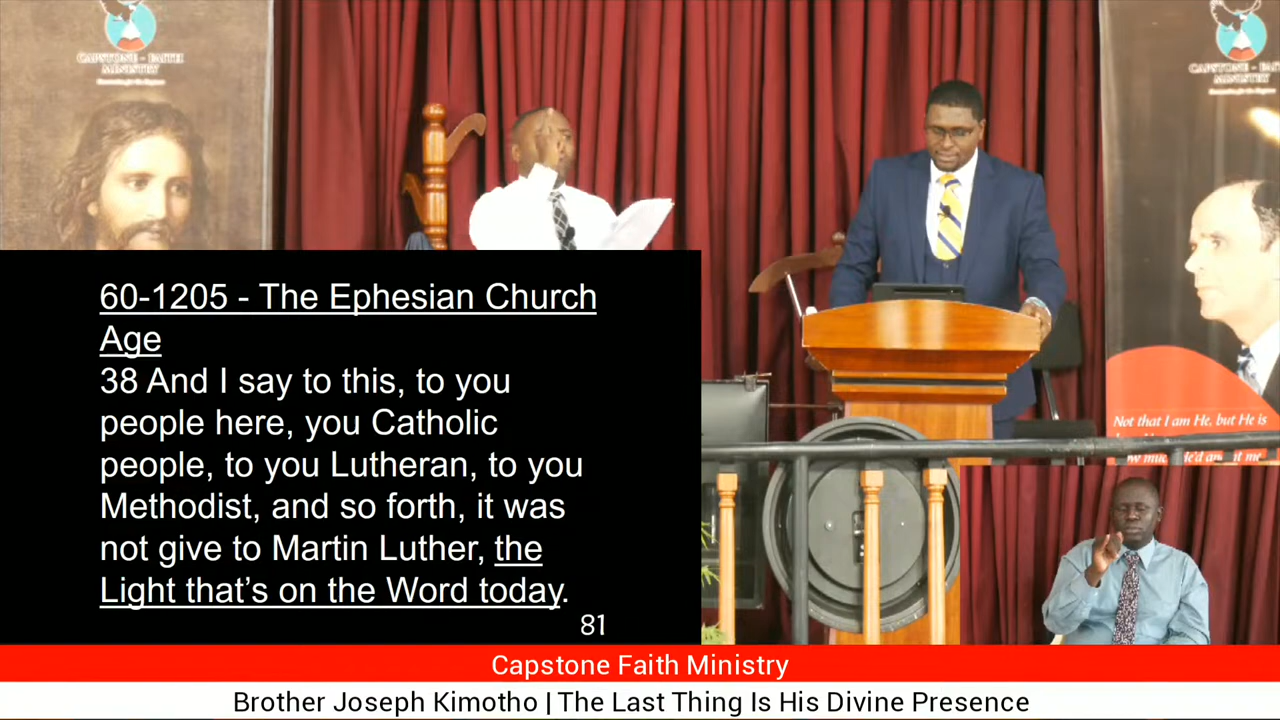 CAPSTONE - FAITH
MINISTRY
CAPSTONE - FAITH
MINISTRY
60-1205 - The Ephesian Church
Age
38 And I say to this, to you
people here, you Catholic
people, to you Lutheran, to you
Methodist, and so forth, it was
not give to Martin Luther, the
Light that’s on the Word today.
81
Not that I am He, but He is
me
Capstone Faith Ministry
Brother Joseph Kimotho | The Last Thing Is His Divine Presence